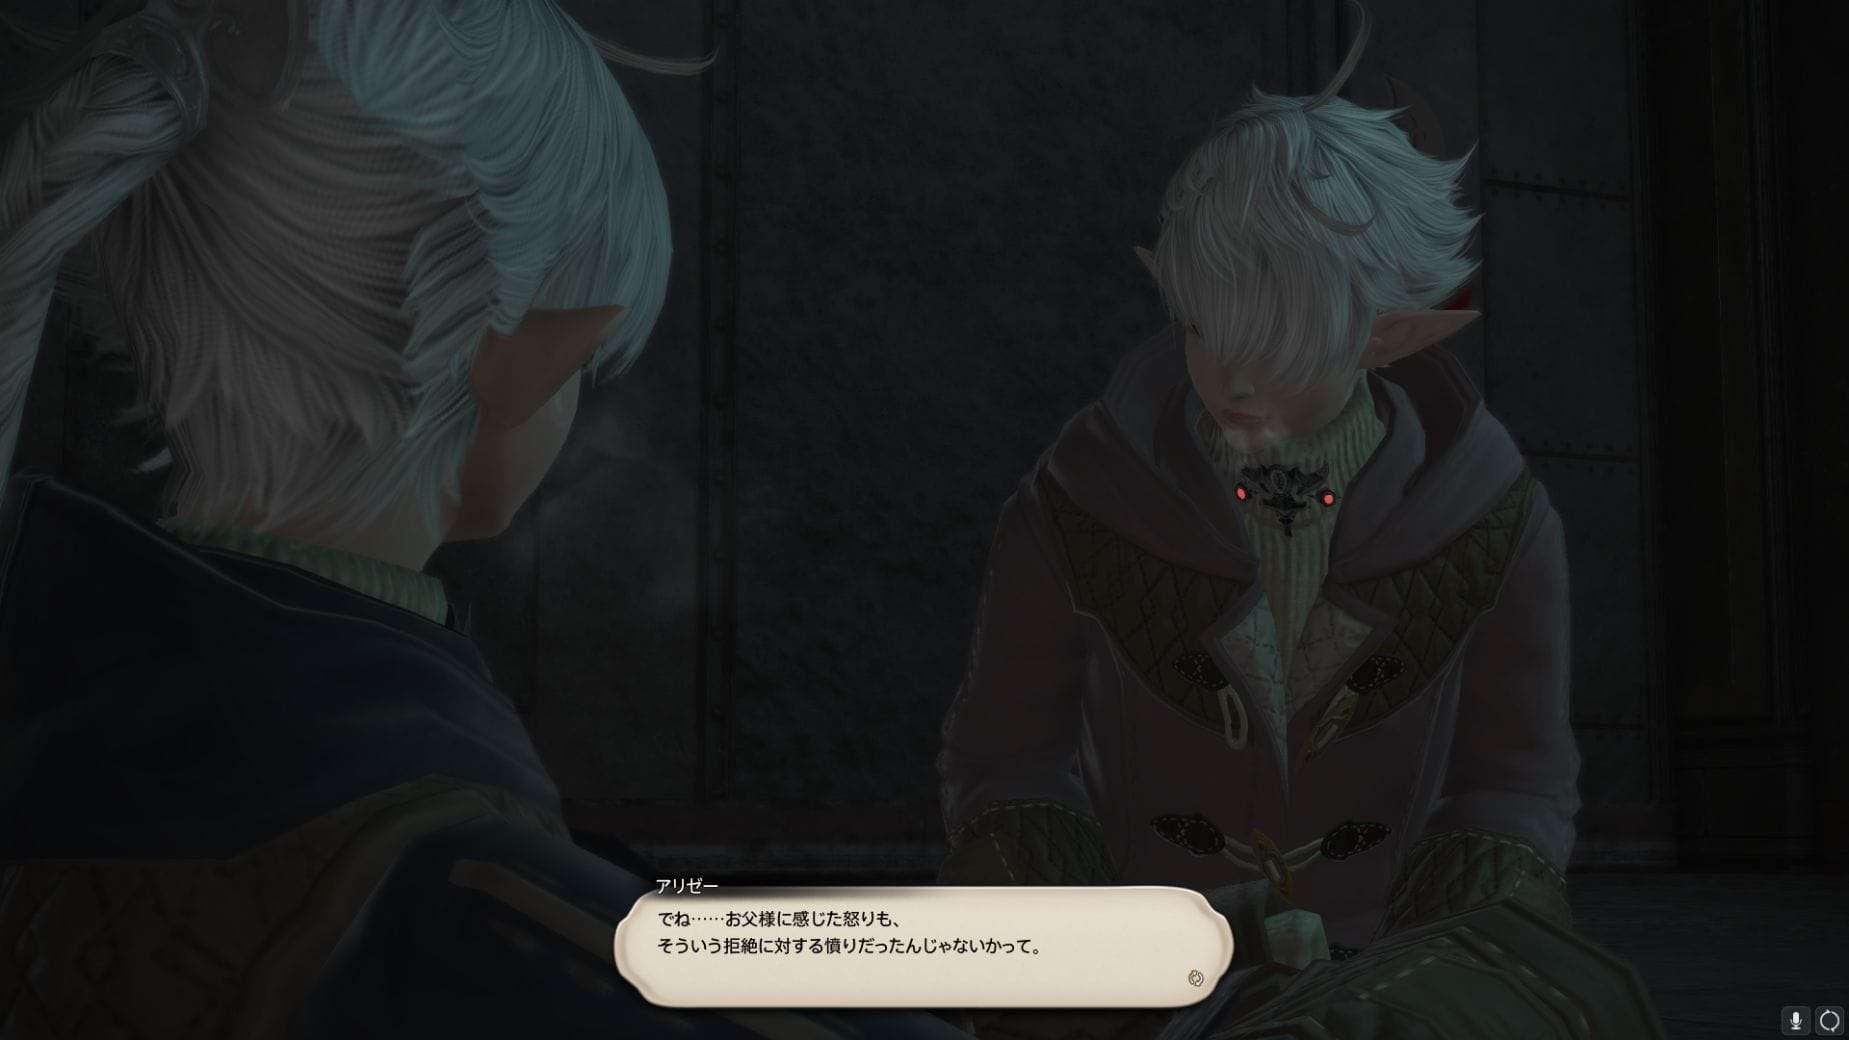 アリゼー
でね……お父様に感じた怒りも、
そういう拒絶に対する憤りだったんじゃないかって。